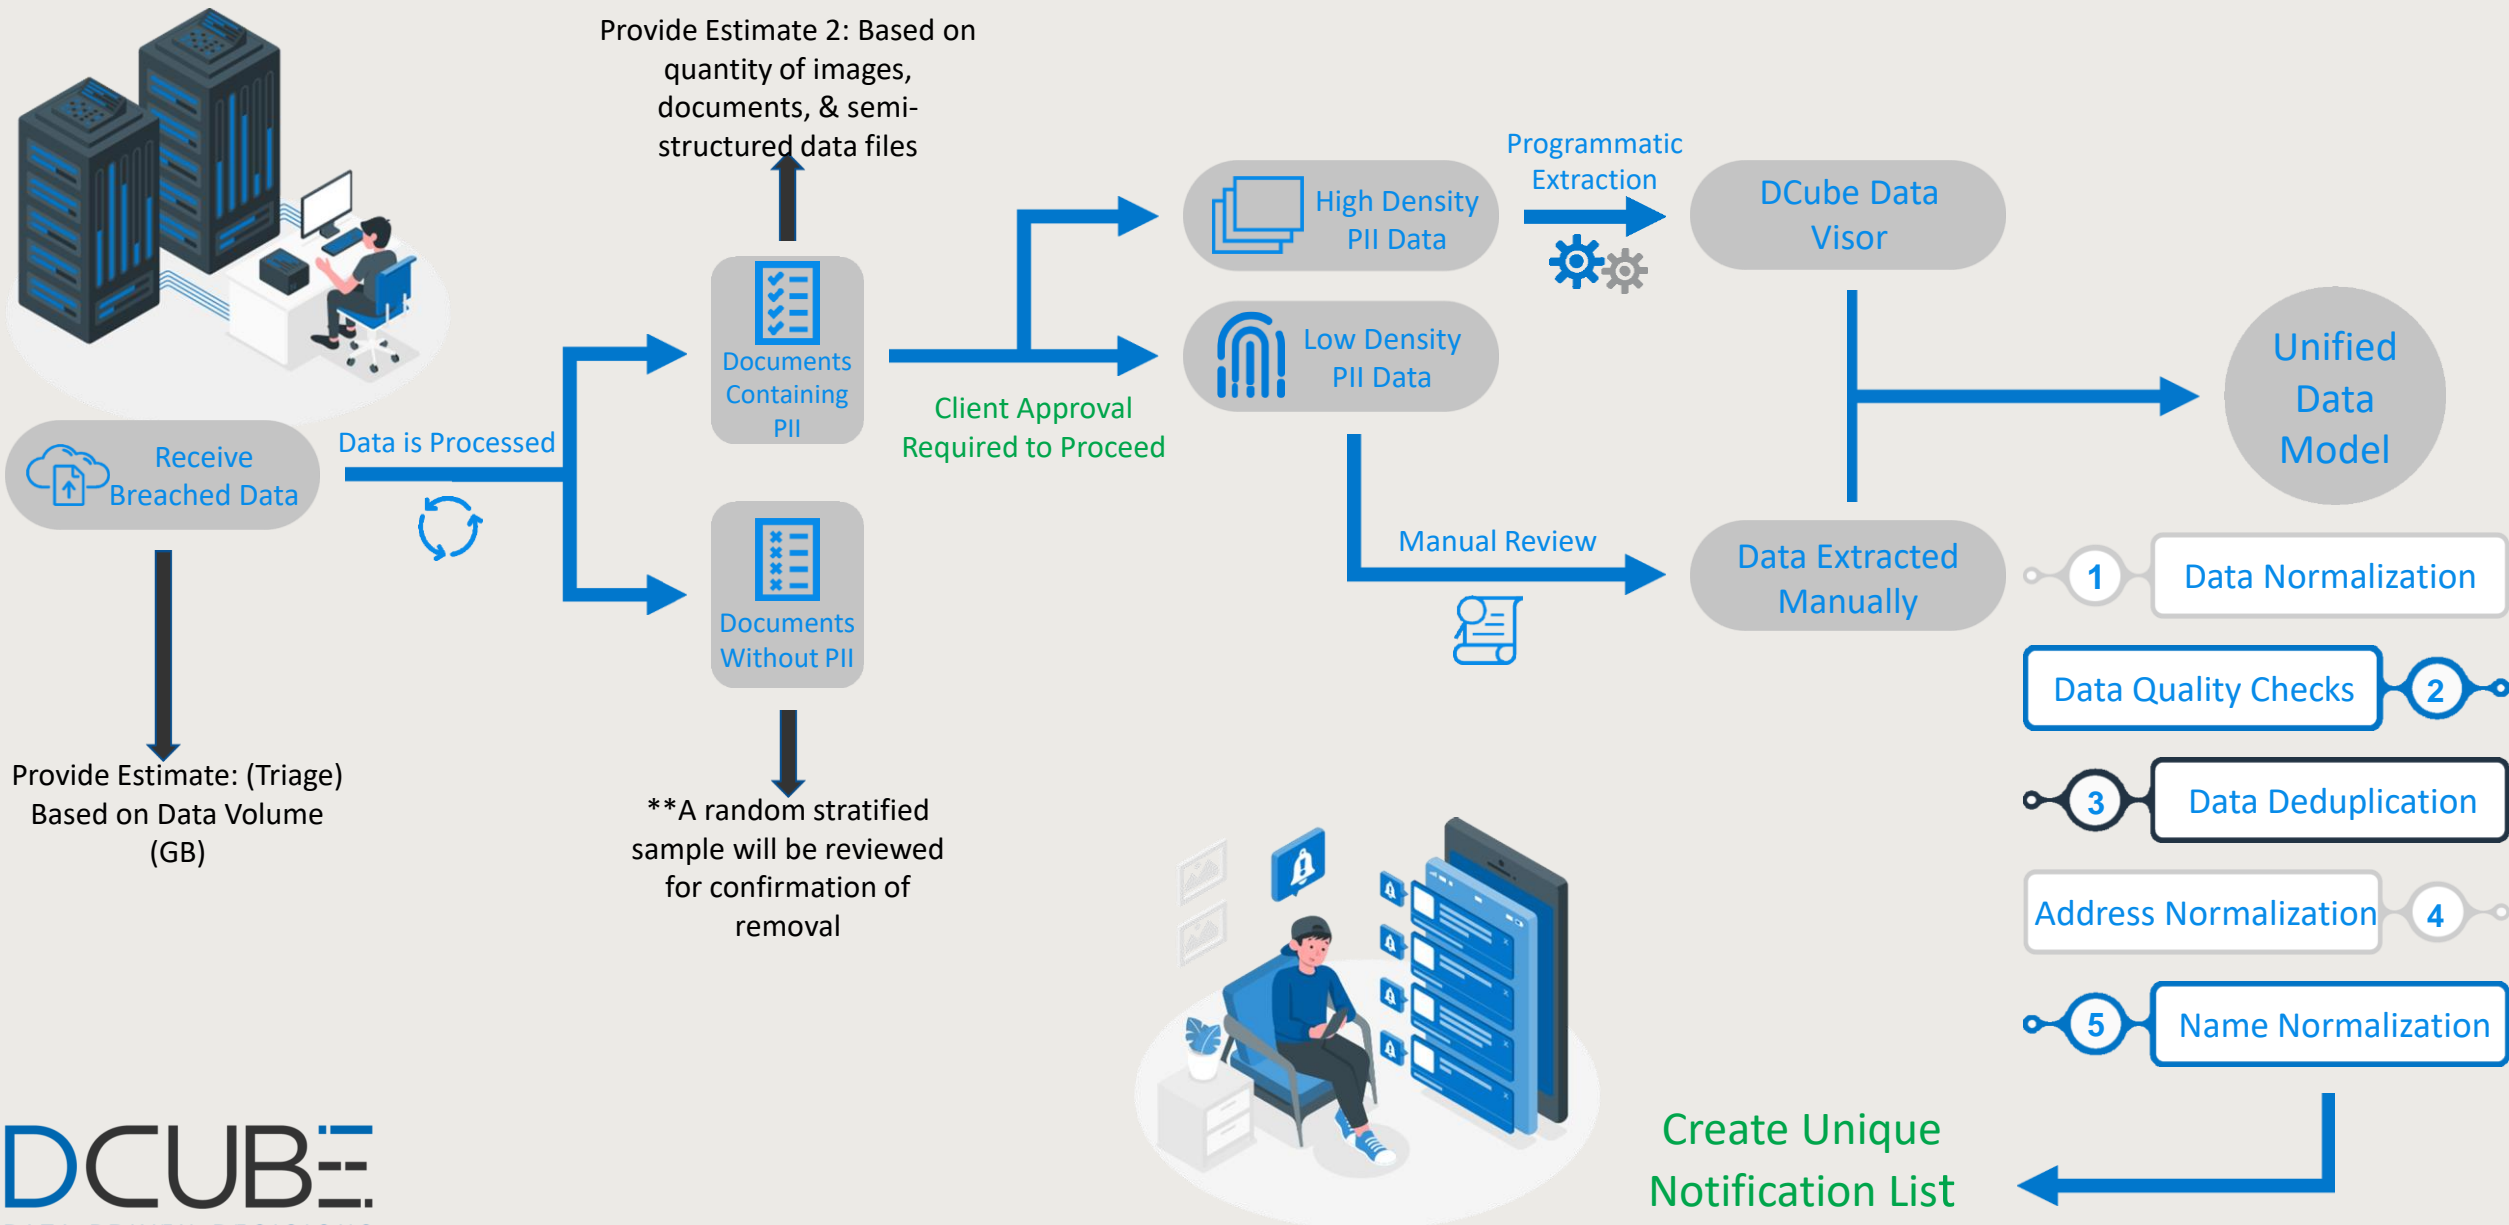 Provide Estimate 2: Based on
quantity of images,
documents, & semi-
structured data files
Programmatic
Extraction
High Density
PII Data
DCube Data
Visor
Low Density
PII Data
Unified
Data
Model
Documents
Containing
PII
Client Approval
Required to Proceed
Data is Processed
Receive
Breached Data
Manual Review
Data Extracted
Manually
Documents
Without PII
1
Data Normalization
Data Quality Checks
2
3
Data Deduplication
Address Normalization
4
5
Name Normalization
Provide Estimate: (Triage)
Based on Data Volume
(GB)
**A random stratified
sample will be reviewed
for confirmation of
removal
Create Unique
Notification List
DCUBE